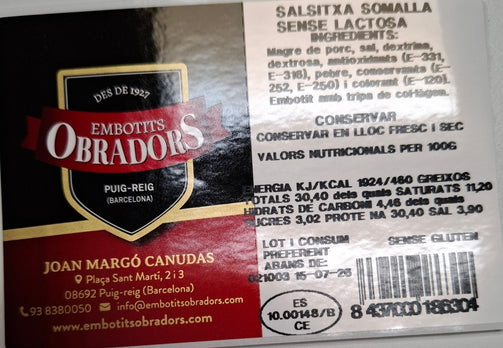 DES DE 1927
EMBOTITS
OBRADORS
PUIG-REIG
(BARCELONA)
JOAN MARGÓ CANUDAS
Plaça Sant Martí, 2 i 3
08692 Puig-reig (Barcelona)
93 8380050 info@embotitsobradors.com
www.embotitsobradors.com
SALSITXA SOMALLA
SENSE LACTOSA
INGREDIENTS:
Magre de porc, sal, dextrina,
dextrosa, antioxidants (E-331,
E-316), pebre, conservants (E-
252, E-250) i colorant (E-120).
Embotit amb tripa de col·lagen.
CONSERVAR
CONSERVAR EN LLOC FRESC I SEC
VALORS NUTRICIONALS PER 100G
ENERGIA KJ/KCAL 1924/460 GREIXOS
TOTALS 30,40 dels quals SATURATS 11,20
HIDRATS DE CARBONI 4,46 dels quals
SUCRES 3,02 PROTE NA 30,40 SAL 3,90
LOT I CONSUM
PREFERENT
ABANS DE:
021003 15-07-26
SENSE GLUTEN
ES
10.00148/B
CE
8 437000 186304